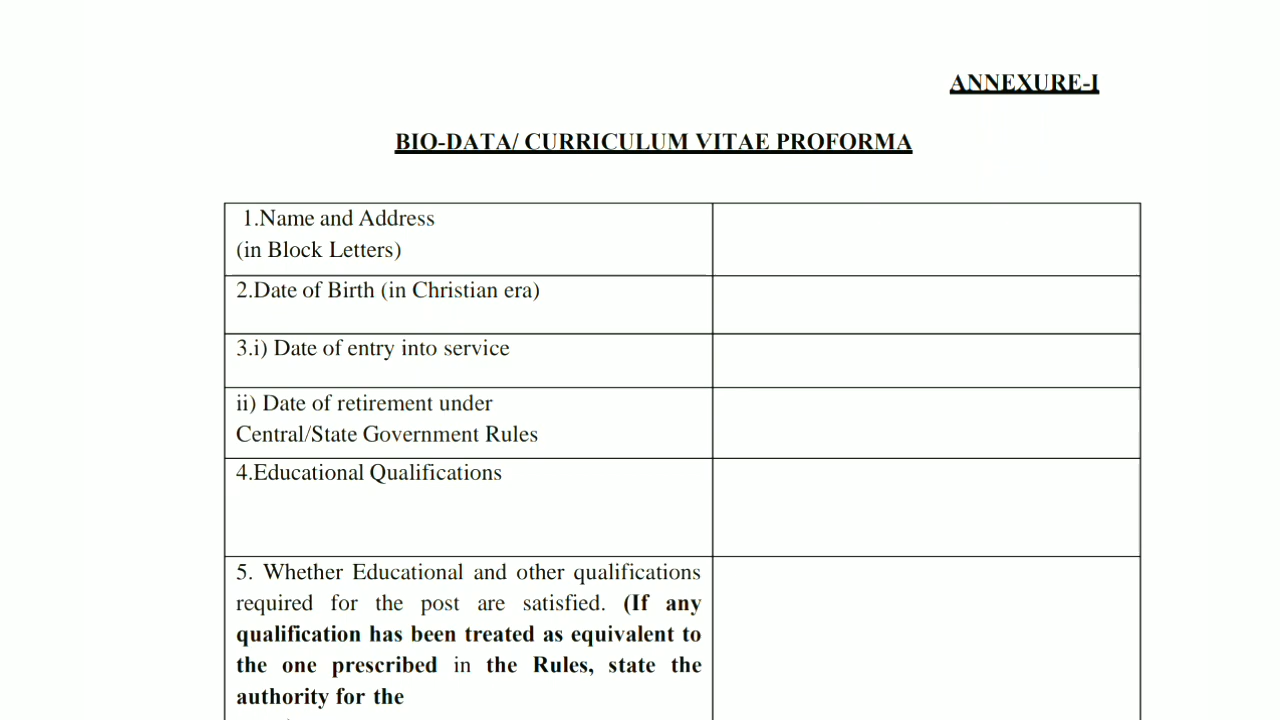 ANNEXURE-I
BIO-DATA/ CURRICULUM VITAE PROFORMA
1.Name and Address
(in Block Letters)
2.Date of Birth (in Christian era)
3.i) Date of entry into service
ii) Date of retirement under
Central/State Government Rules
4.Educational Qualifications
5. Whether Educational and other qualifications
required for the post are satisfied. (If any
qualification has been treated as equivalent to
the one prescribed in the Rules, state the
authority for the